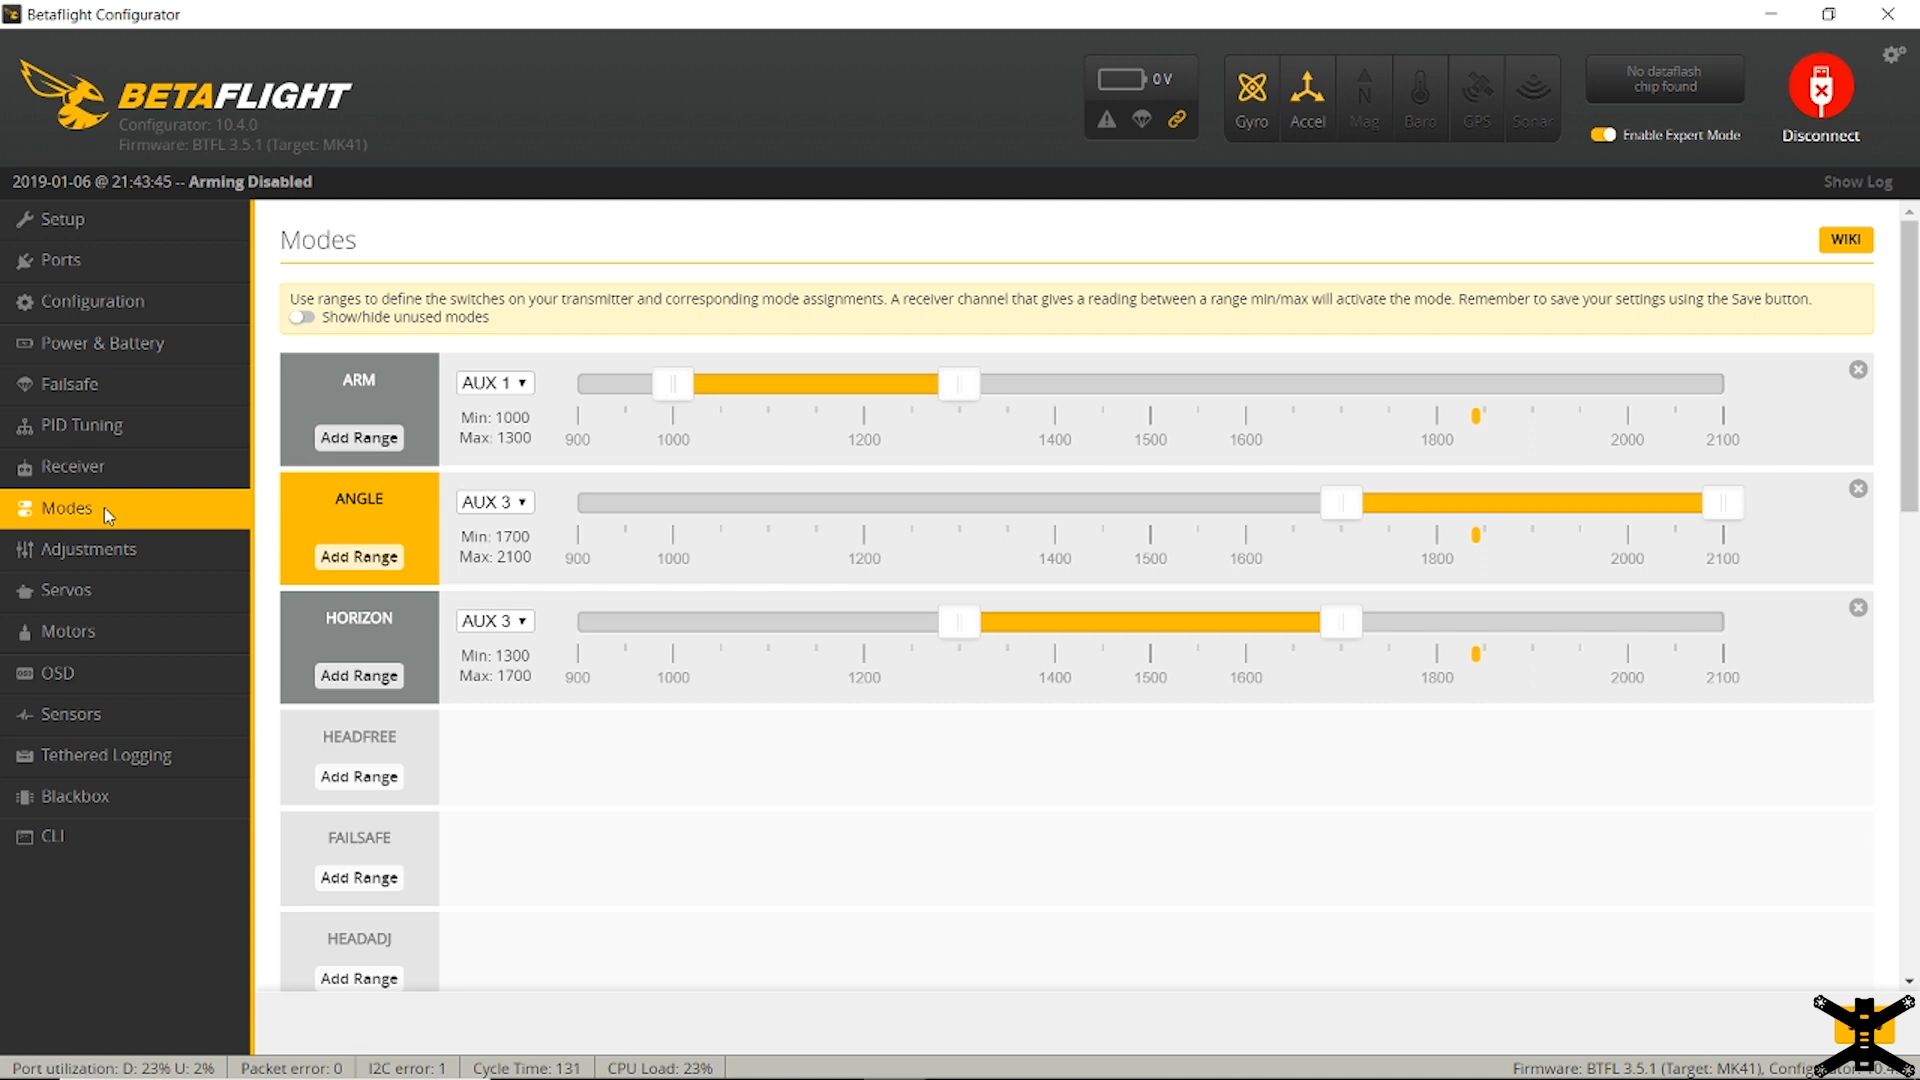 Betaflight Configurator
BETAFLIGHT
Configurator: 10.4.0
Firmware: BTFL 3.5.1 (Target: MK41)
0 V
Gyro
Accel
Mag
Baro
GPS
Sonar
No dataflash
chip found
Enable Expert Mode
Disconnect
2019-01-06 @ 21:43:45 -- Arming Disabled
Show Log
Setup
Ports
Configuration
Power & Battery
Failsafe
PID Tuning
Receiver
Modes
Adjustments
Servos
Motors
OSD
Sensors
Tethered Logging
Blackbox
CLI
Modes
WIKI
Use ranges to define the switches on your transmitter and corresponding mode assignments. A receiver channel that gives a reading between a range min/max will activate the mode. Remember to save your settings using the Save button.
Show/hide unused modes
ARM
Add Range
AUX 1
Min: 1000
Max: 1300
900 1000 1200 1400 1500 1600 1800 2000 2100
ANGLE
Add Range
AUX 3
Min: 1700
Max: 2100
900 1000 1200 1400 1500 1600 1800 2000 2100
HORIZON
Add Range
AUX 3
Min: 1300
Max: 1700
900 1000 1200 1400 1500 1600 1800 2000 2100
HEADFREE
Add Range
FAILSAFE
Add Range
HEADADJ
Add Range
Port utilization: D: 23% U: 2%
Packet error: 0
I2C error: 1
Cycle Time: 131
CPU Load: 23%
Firmware: BTFL 3.5.1 (Target: MK41),